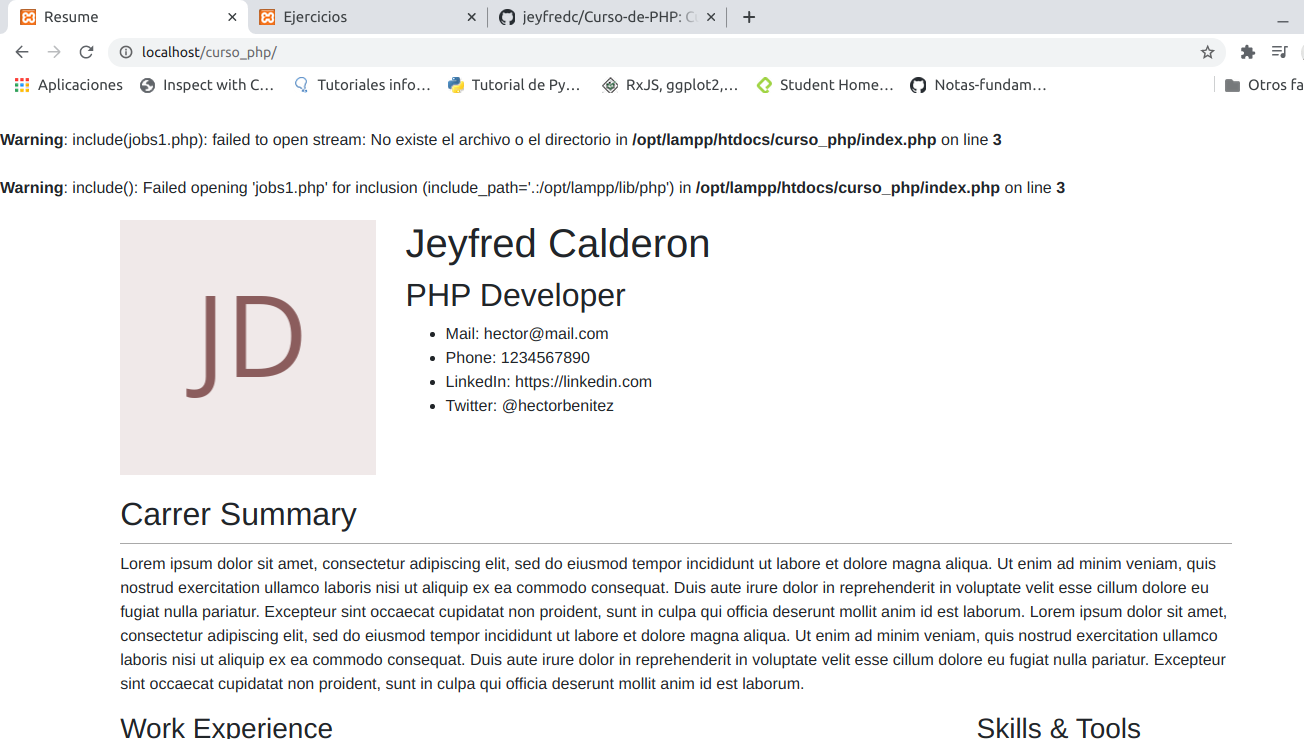 Resume
Ejercicios
jeyfredc/Curso-de-PHP: C
localhost/curso_php/
Aplicaciones
Inspect with C...
Tutoriales info...
Tutorial de Py...
RxJS, ggplot2,...
Student Home...
Notas-fundam...
Otros fa
Warning: include(jobs1.php): failed to open stream: No existe el archivo o el directorio in /opt/lampp/htdocs/curso_php/index.php on line 3
Warning: include(): Failed opening 'jobs1.php' for inclusion (include_path='.:/opt/lampp/lib/php') in /opt/lampp/htdocs/curso_php/index.php on line 3
JD
Jeyfred Calderon
PHP Developer
Mail: hector@mail.com
Phone: 1234567890
LinkedIn: https://linkedin.com
Twitter: @hectorbenitez
Carrer Summary
Lorem ipsum dolor sit amet, consectetur adipiscing elit, sed do eiusmod tempor incididunt ut labore et dolore magna aliqua. Ut enim ad minim veniam, quis
nostrud exercitation ullamco laboris nisi ut aliquip ex ea commodo consequat. Duis aute irure dolor in reprehenderit in voluptate velit esse cillum dolore eu
fugiat nulla pariatur. Excepteur sint occaecat cupidatat non proident, sunt in culpa qui officia deserunt mollit anim id est laborum. Lorem ipsum dolor sit amet,
consectetur adipiscing elit, sed do eiusmod tempor incididunt ut labore et dolore magna aliqua. Ut enim ad minim veniam, quis nostrud exercitation ullamco
laboris nisi ut aliquip ex ea commodo consequat. Duis aute irure dolor in reprehenderit in voluptate velit esse cillum dolore eu fugiat nulla pariatur. Excepteur
sint occaecat cupidatat non proident, sunt in culpa qui officia deserunt mollit anim id est laborum.
Work Experience
Skills & Tools